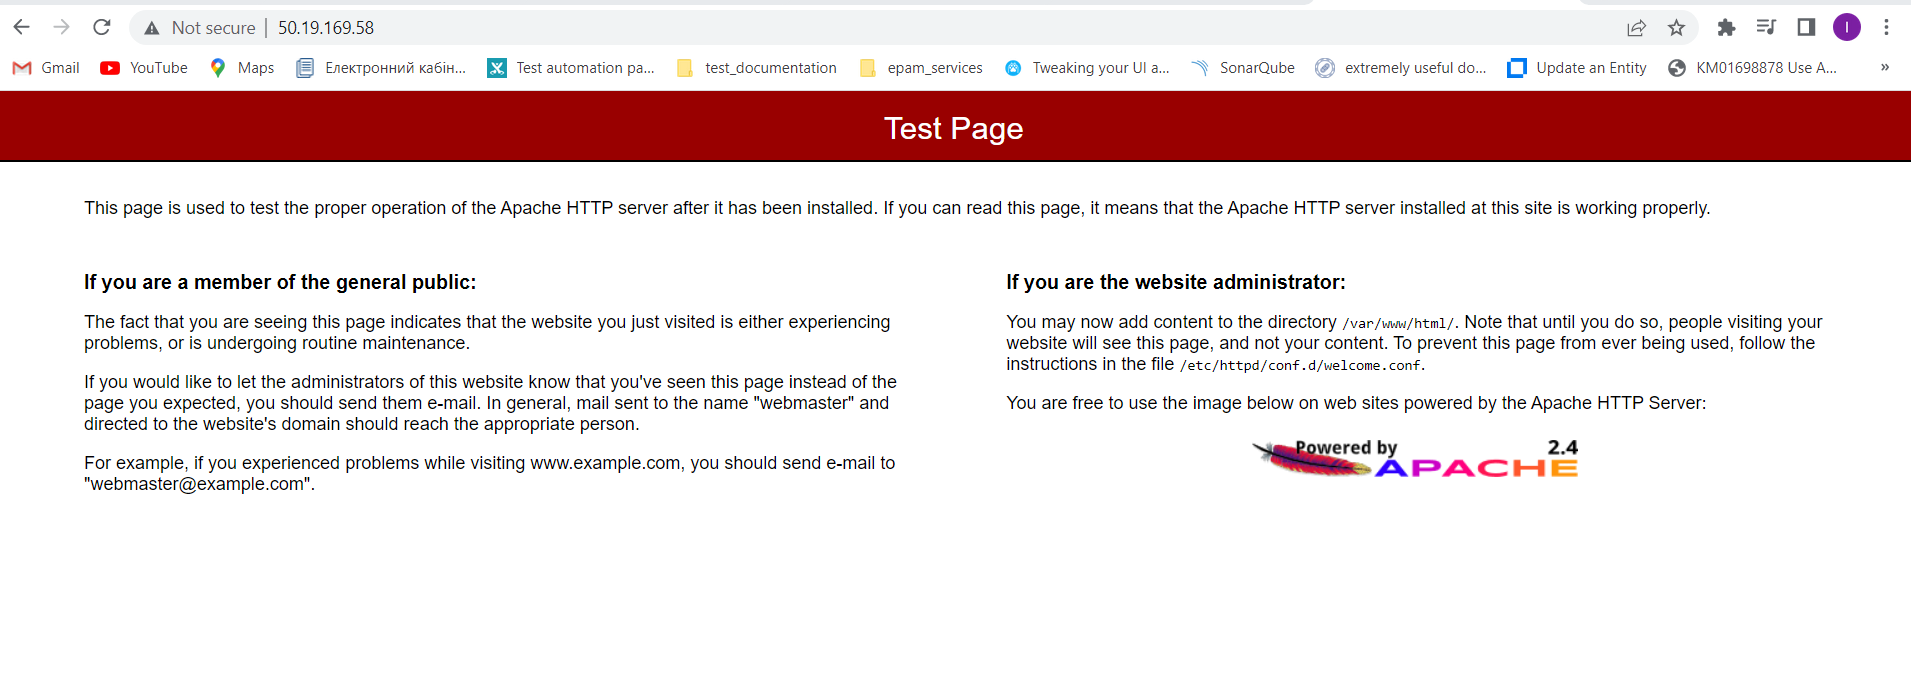 Not secure | 50.19.169.58
I
Gmail YouTube Maps Електронний кабін... Test automation pa... test_documentation epam_services Tweaking your UI a... SonarQube extremely useful do... Update an Entity KM01698878 Use A... »
Test Page
This page is used to test the proper operation of the Apache HTTP server after it has been installed. If you can read this page, it means that the Apache HTTP server installed at this site is working properly.
If you are a member of the general public:
The fact that you are seeing this page indicates that the website you just visited is either experiencing
problems, or is undergoing routine maintenance.
If you would like to let the administrators of this website know that you've seen this page instead of the
page you expected, you should send them e-mail. In general, mail sent to the name "webmaster" and
directed to the website's domain should reach the appropriate person.
For example, if you experienced problems while visiting www.example.com, you should send e-mail to
"webmaster@example.com".
If you are the website administrator:
You may now add content to the directory /var/www/html/. Note that until you do so, people visiting your
website will see this page, and not your content. To prevent this page from ever being used, follow the
instructions in the file /etc/httpd/conf.d/welcome.conf.
You are free to use the image below on web sites powered by the Apache HTTP Server:
Powered by 2.4
APACHE